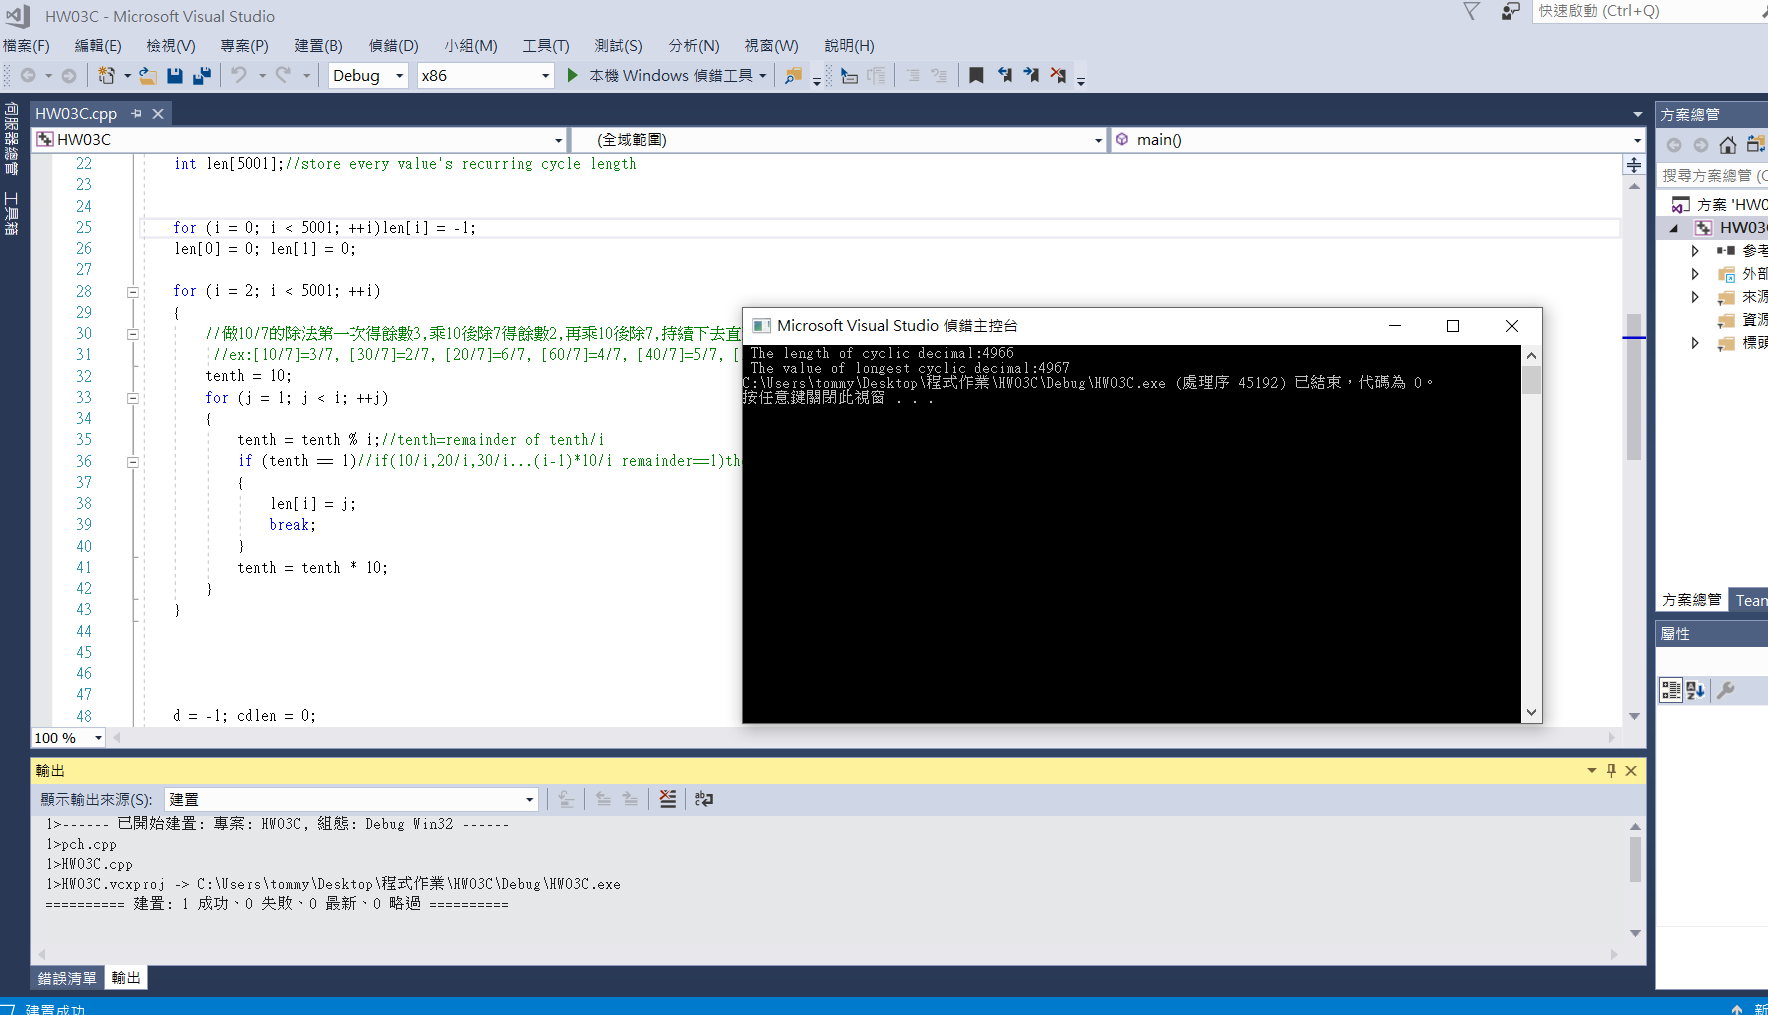 HW03C - Microsoft Visual Studio
快速啟動 (Ctrl+Q)
檔案(F) 編輯(E) 檢視(V) 專案(P) 建置(B) 偵錯(D) 小組(M) 工具(T) 測試(S) 分析(N) 視窗(W) 說明(H)
Debug x86 本機 Windows 偵錯工具
伺服器總管
工具箱
HW03C.cpp
HW03C (全域範圍) main()
22 int len[5001];//store every value's recurring cycle length
23
24
25 for (i = 0; i < 5001; ++i)len[i] = -1;
26 len[0] = 0; len[1] = 0;
27
28 for (i = 2; i < 5001; ++i)
29 {
30 //做10/7的除法第一次得餘數3,乘10後除7得餘數2,再乘10後除7,持續下去直
31 //ex:[10/7]=3/7, [30/7]=2/7, [20/7]=6/7, [60/7]=4/7, [40/7]=5/7, [
32 tenth = 10;
33 for (j = 1; j < i; ++j)
34 {
35 tenth = tenth % i;//tenth=remainder of tenth/i
36 if (tenth == 1)//if(10/i,20/i,30/i...(i-1)*10/i remainder==1)th
37 {
38 len[i] = j;
39 break;
40 }
41 tenth = tenth * 10;
42 }
43 }
44
45
46
47
48 d = -1; cdlen = 0;
100 %
Microsoft Visual Studio 偵錯主控台
The length of cyclic decimal:4966
The value of longest cyclic decimal:4967
C:\Users\tommy\Desktop\程式作業\HW03C\Debug\HW03C.exe (處理序 45192) 已結束，代碼為 0。
按任意鍵關閉此視窗 . . .
方案總管
搜尋方案總管 (C
方案 'HW0
HW03C
參考
外部
來源
資源
標頭
方案總管 Team
屬性
輸出
顯示輸出來源(S): 建置
1>------ 已開始建置: 專案: HW03C, 組態: Debug Win32 ------
1>pch.cpp
1>HW03C.cpp
1>HW03C.vcxproj -> C:\Users\tommy\Desktop\程式作業\HW03C\Debug\HW03C.exe
========== 建置: 1 成功、0 失敗、0 最新、0 略過 ==========
錯誤清單 輸出
建置成功